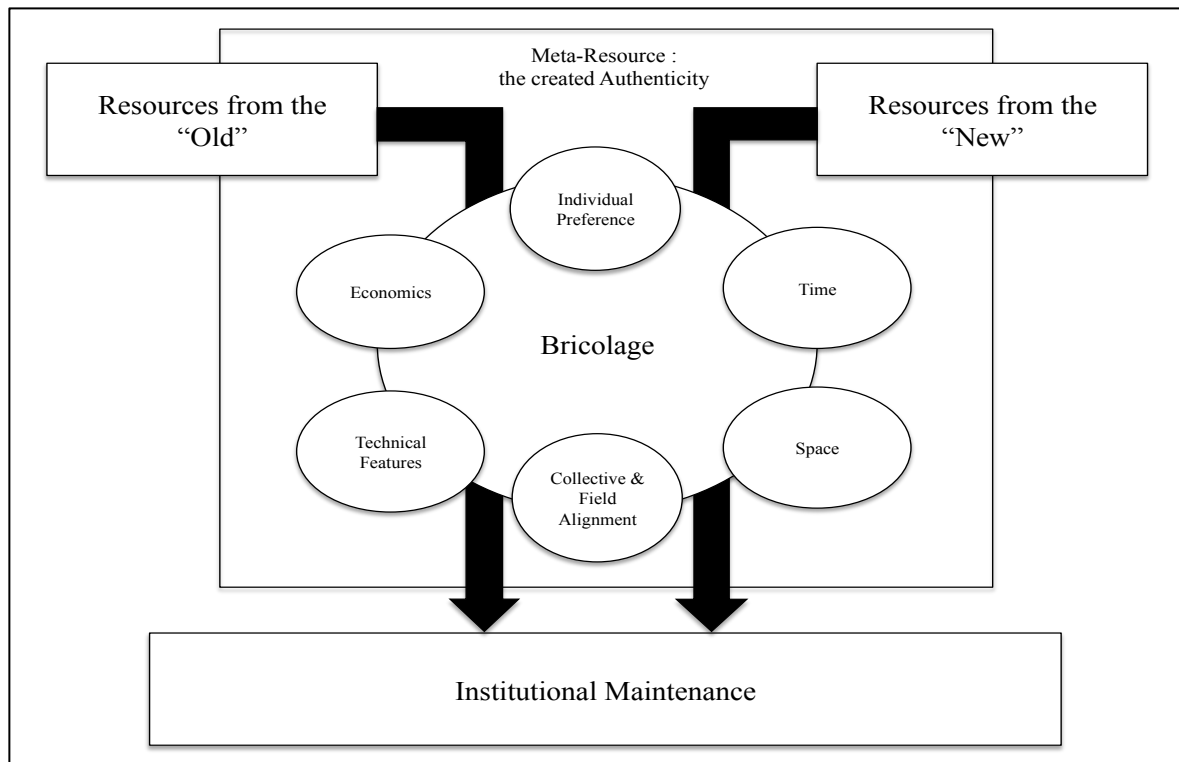 Meta-Resource :
the created Authenticity
Resources from the
“Old”
Resources from the
“New”
Individual
Preference
Economics
Time
Bricolage
Technical
Features
Space
Collective &
Field
Alignment
Institutional Maintenance